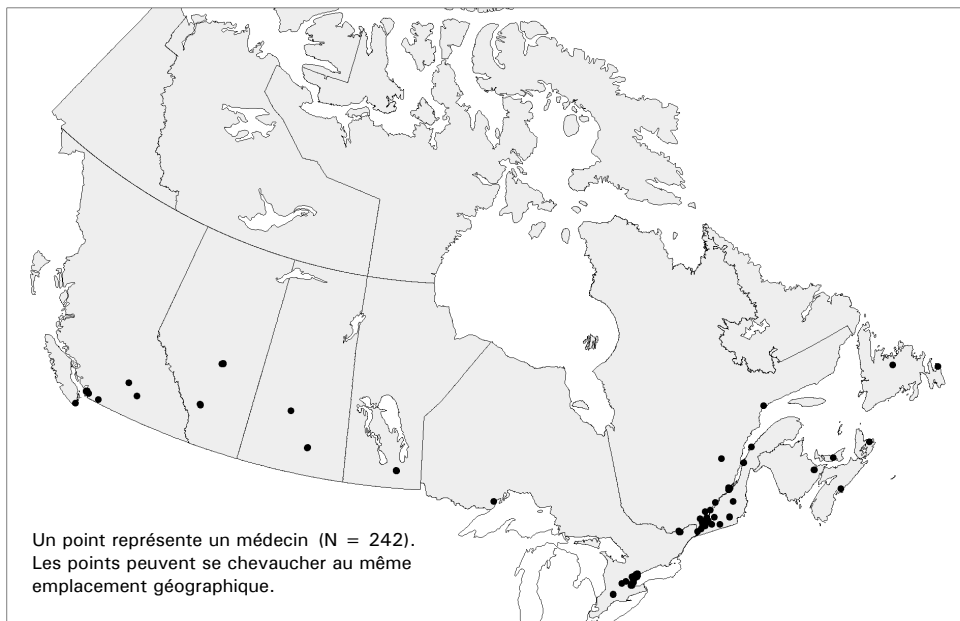 Un point représente un médecin (N = 242).
Les points peuvent se chevaucher au même
emplacement géographique.